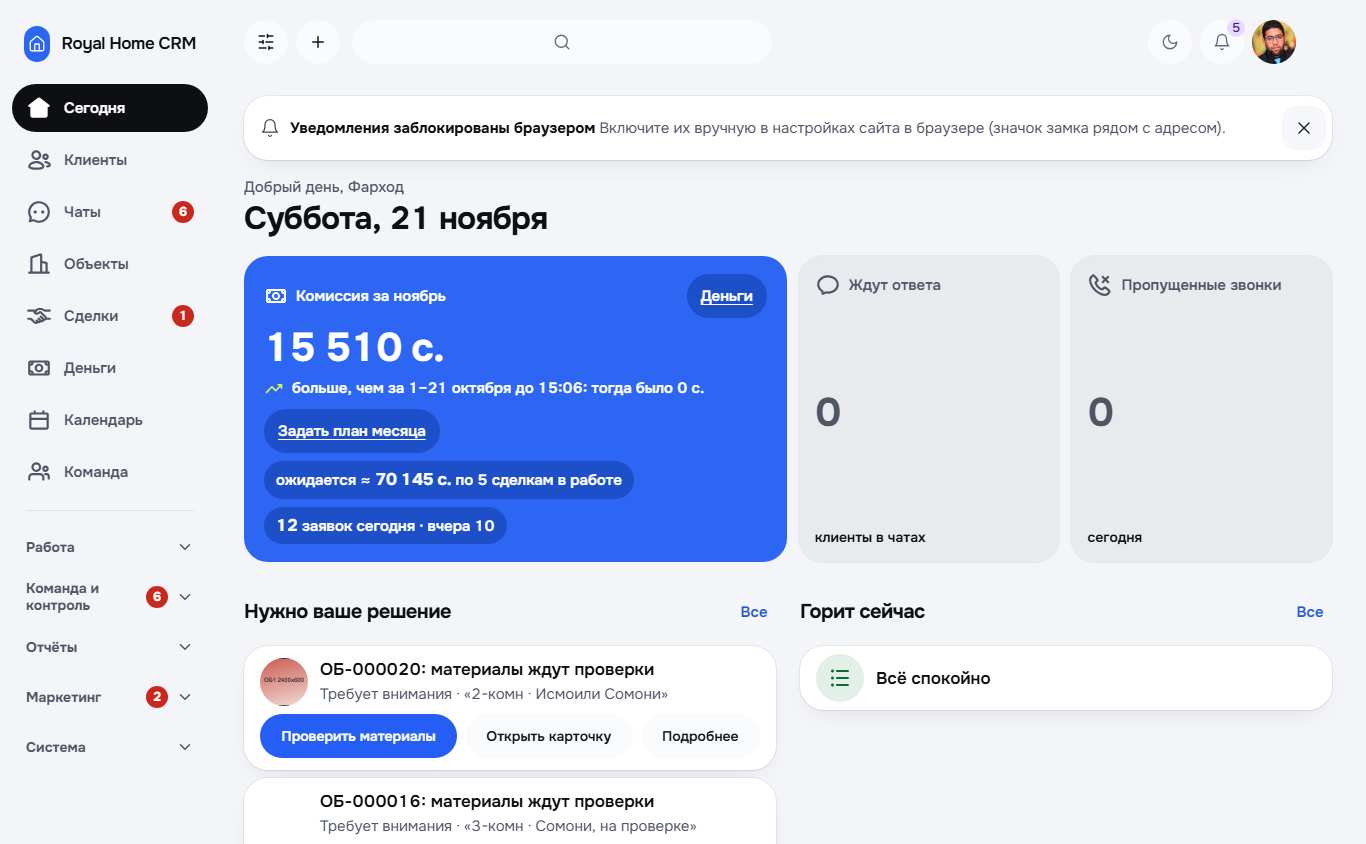 Royal Home CRM
5
Сегодня
Клиенты
Чаты 6
Объекты
Сделки 1
Деньги
Календарь
Команда
Работа
Команда и
контроль 6
Отчёты
Маркетинг 2
Система
Уведомления заблокированы браузером Включите их вручную в настройках сайта в браузере (значок замка рядом с адресом).
Добрый день, Фарход
Суббота, 21 ноября
Комиссия за ноябрь Деньги
15 510 с.
больше, чем за 1–21 октября до 15:06: тогда было 0 с.
Задать план месяца
ожидается ≈ 70 145 с. по 5 сделкам в работе
12 заявок сегодня · вчера 10
Ждут ответа
0
клиенты в чатах
Пропущенные звонки
0
сегодня
Нужно ваше решение Все
ОБ-000020: материалы ждут проверки
Требует внимания · «2-комн · Исмоили Сомони»
Проверить материалы Открыть карточку Подробнее
ОБ-000016: материалы ждут проверки
Требует внимания · «3-комн · Сомони, на проверке»
Горит сейчас Все
Всё спокойно